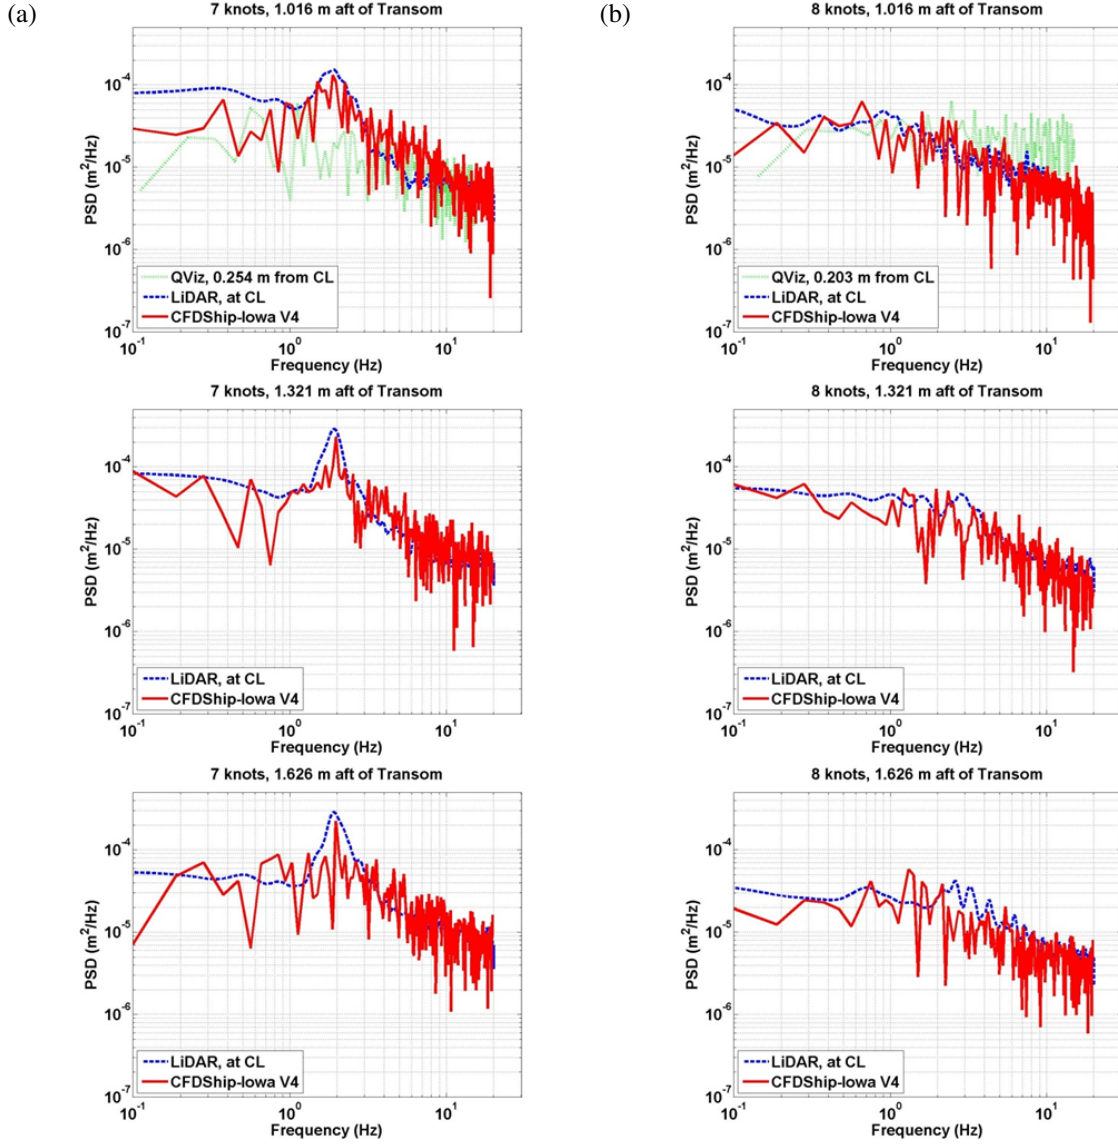 (a)
7 knots, 1.016 m aft of Transom
PSD (m²/Hz)
10⁻⁴
10⁻⁵
10⁻⁶
10⁻⁷
QViz, 0.254 m from CL
LiDAR, at CL
CFDShip-Iowa V4
10⁻¹ 10⁰ 10¹
Frequency (Hz)
7 knots, 1.321 m aft of Transom
PSD (m²/Hz)
10⁻⁴
10⁻⁵
10⁻⁶
10⁻⁷
LiDAR, at CL
CFDShip-Iowa V4
10⁻¹ 10⁰ 10¹
Frequency (Hz)
7 knots, 1.626 m aft of Transom
PSD (m²/Hz)
10⁻⁴
10⁻⁵
10⁻⁶
10⁻⁷
LiDAR, at CL
CFDShip-Iowa V4
10⁻¹ 10⁰ 10¹
Frequency (Hz)
(b)
8 knots, 1.016 m aft of Transom
PSD (m²/Hz)
10⁻⁴
10⁻⁵
10⁻⁶
10⁻⁷
QViz, 0.203 m from CL
LiDAR, at CL
CFDShip-Iowa V4
10⁻¹ 10⁰ 10¹
Frequency (Hz)
8 knots, 1.321 m aft of Transom
PSD (m²/Hz)
10⁻⁴
10⁻⁵
10⁻⁶
10⁻⁷
LiDAR, at CL
CFDShip-Iowa V4
10⁻¹ 10⁰ 10¹
Frequency (Hz)
8 knots, 1.626 m aft of Transom
PSD (m²/Hz)
10⁻⁴
10⁻⁵
10⁻⁶
10⁻⁷
LiDAR, at CL
CFDShip-Iowa V4
10⁻¹ 10⁰ 10¹
Frequency (Hz)